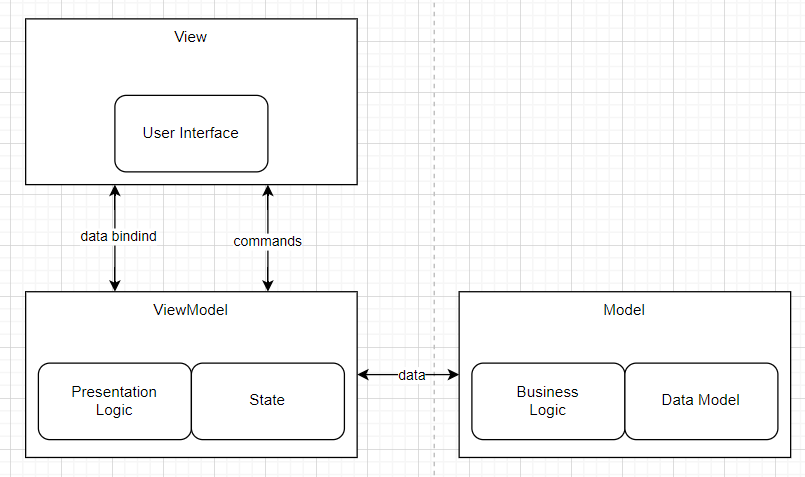 View
User Interface
data bindind
commands
ViewModel
Model
Presentation
Logic
State
data
Business
Logic
Data Model